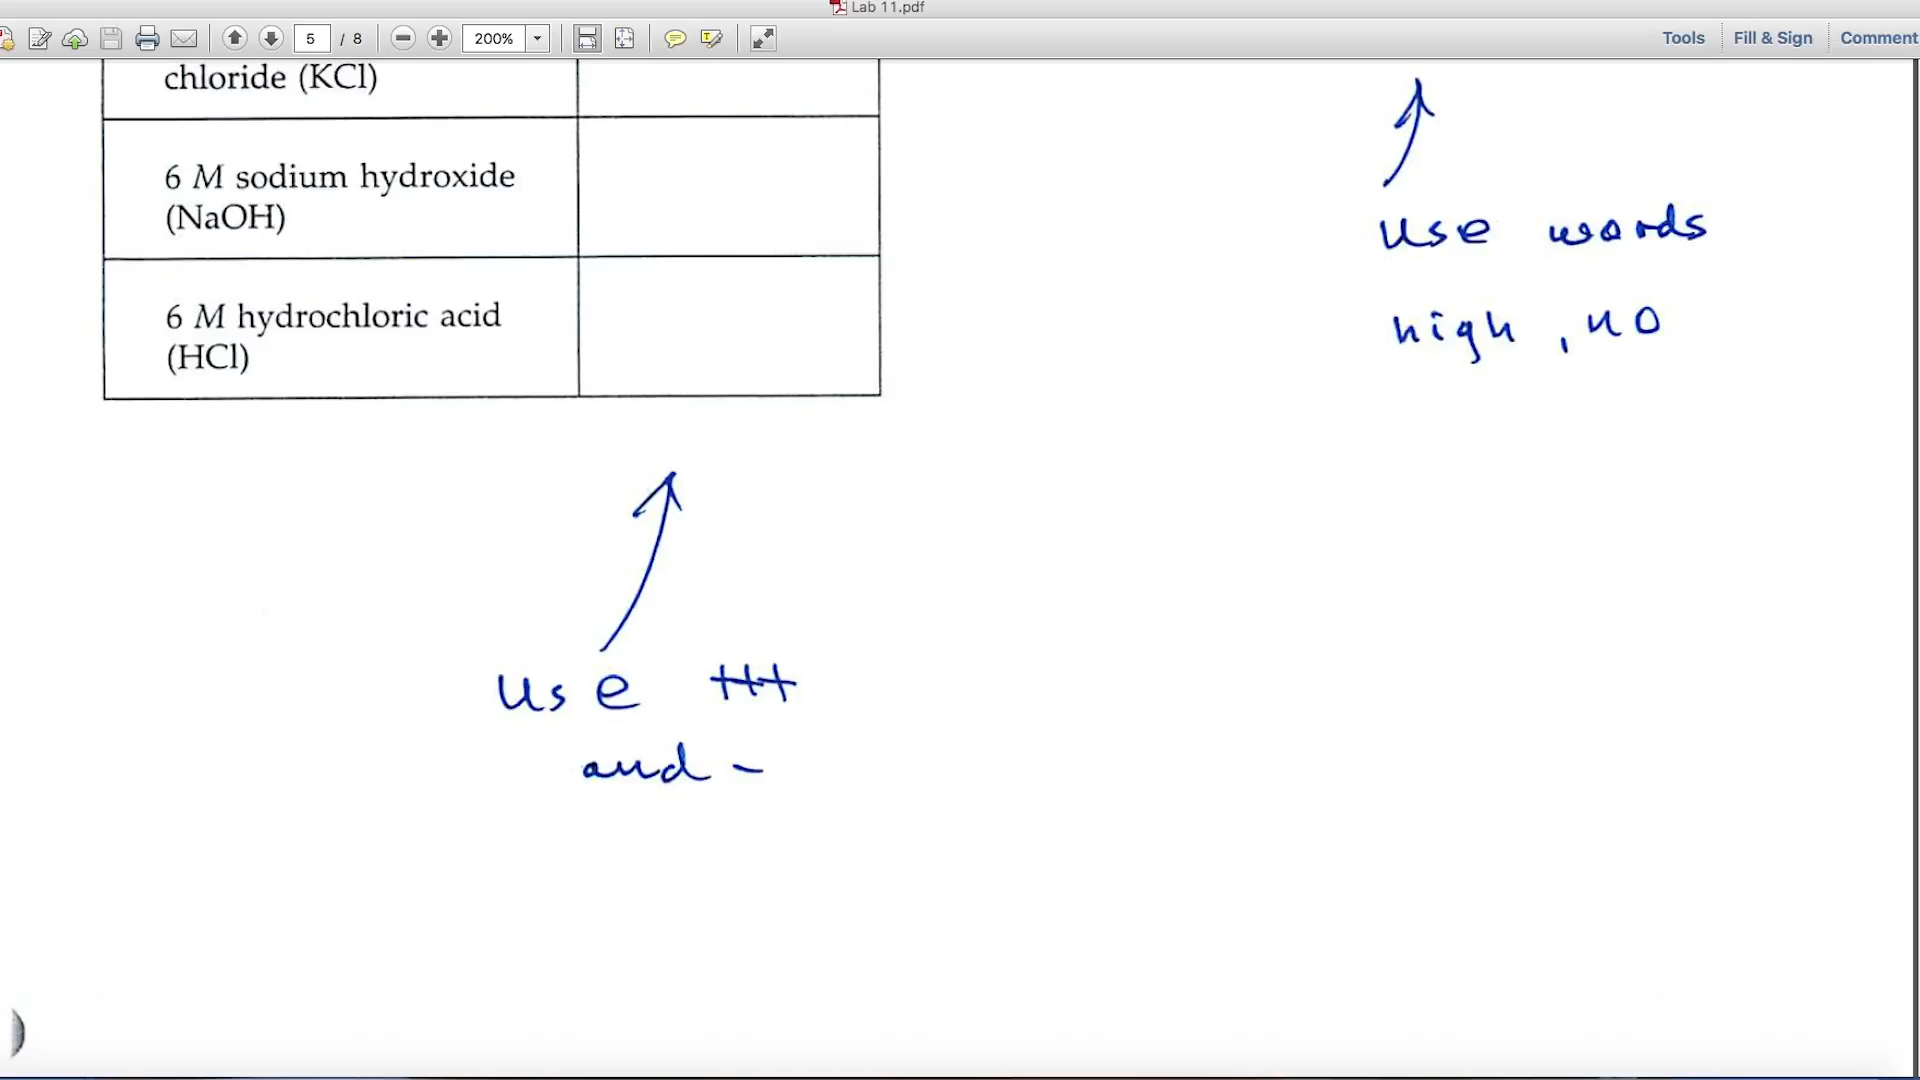 Lab 11.pdf
5 / 8 200% Tools Fill & Sign Comment
chloride (KCl)
6 M sodium hydroxide
(NaOH)
6 M hydrochloric acid
(HCl)
use words
high, no
use +++
and -